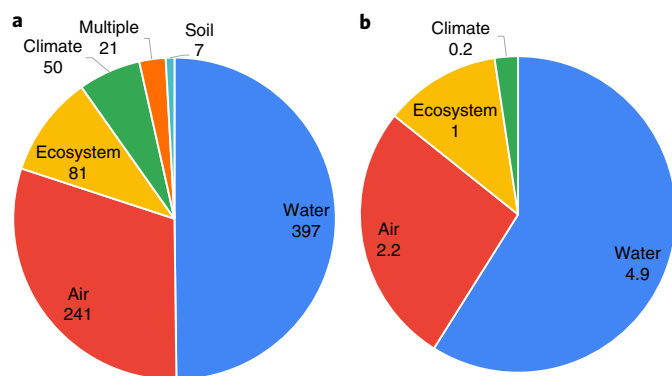 a
Multiple
21
Soil
7
Climate
50
Ecosystem
81
Water
397
Air
241
b
Climate
0.2
Ecosystem
1
Air
2.2
Water
4.9